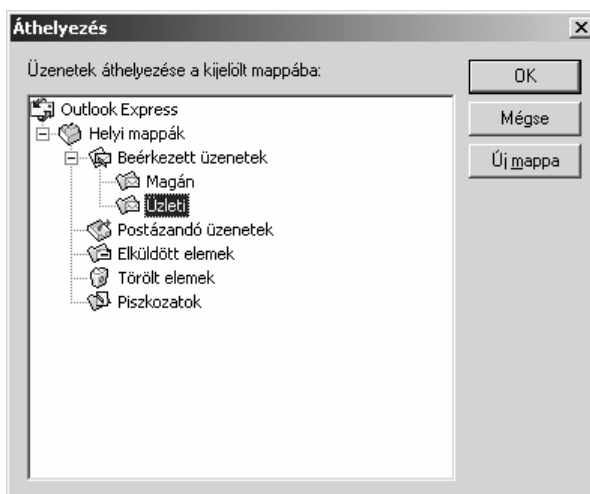 Áthelyezés
Üzenetek áthelyezése a kijelölt mappába:
OK
Mégse
Új mappa
Outlook Express
Helyi mappák
Beérkezett üzenetek
Magán
Üzleti
Postázandó üzenetek
Elküldött elemek
Törölt elemek
Piszkozatok